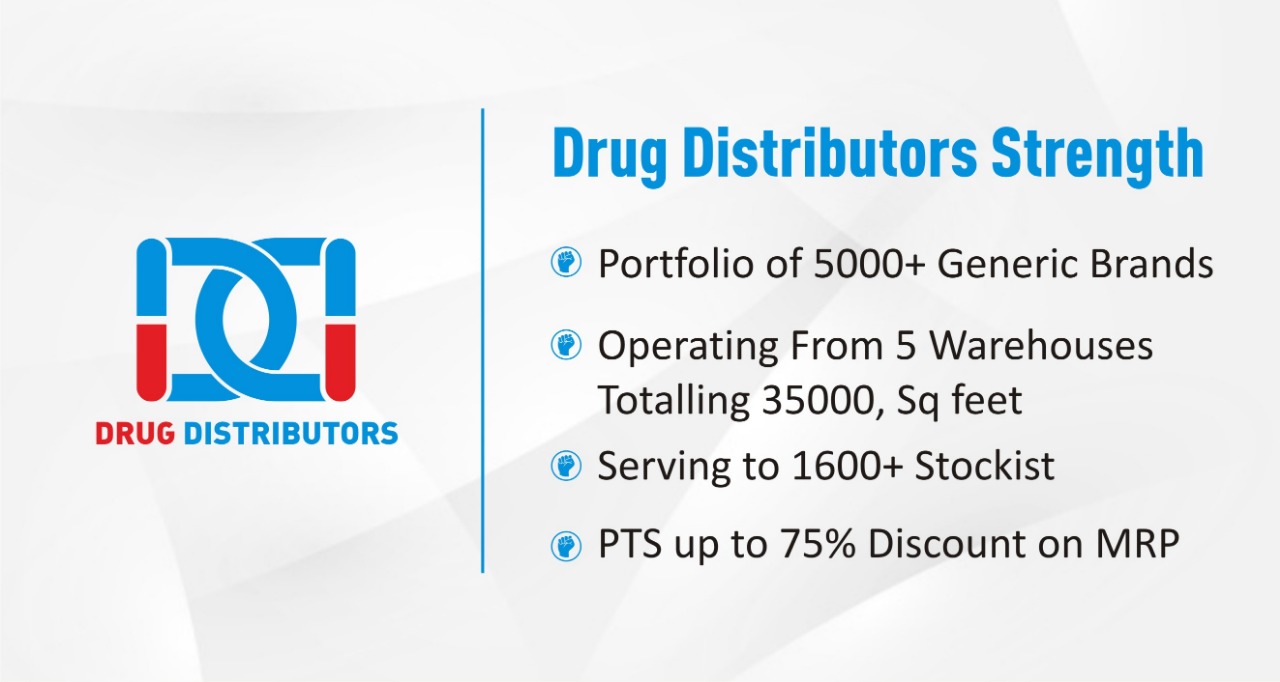 DRUG DISTRIBUTORS
Drug Distributors Strength
Portfolio of 5000+ Generic Brands
Operating From 5 Warehouses
Totalling 35000, Sq feet
Serving to 1600+ Stockist
PTS up to 75% Discount on MRP